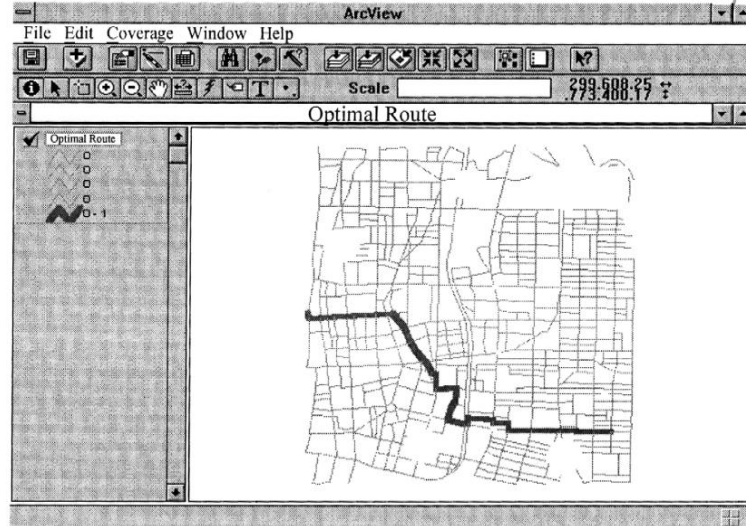 ArcView
File Edit Coverage Window Help
T
Scale
299,508.25
773,400.17
Optimal Route
Optimal Route
0
0
0
0
0 - 1